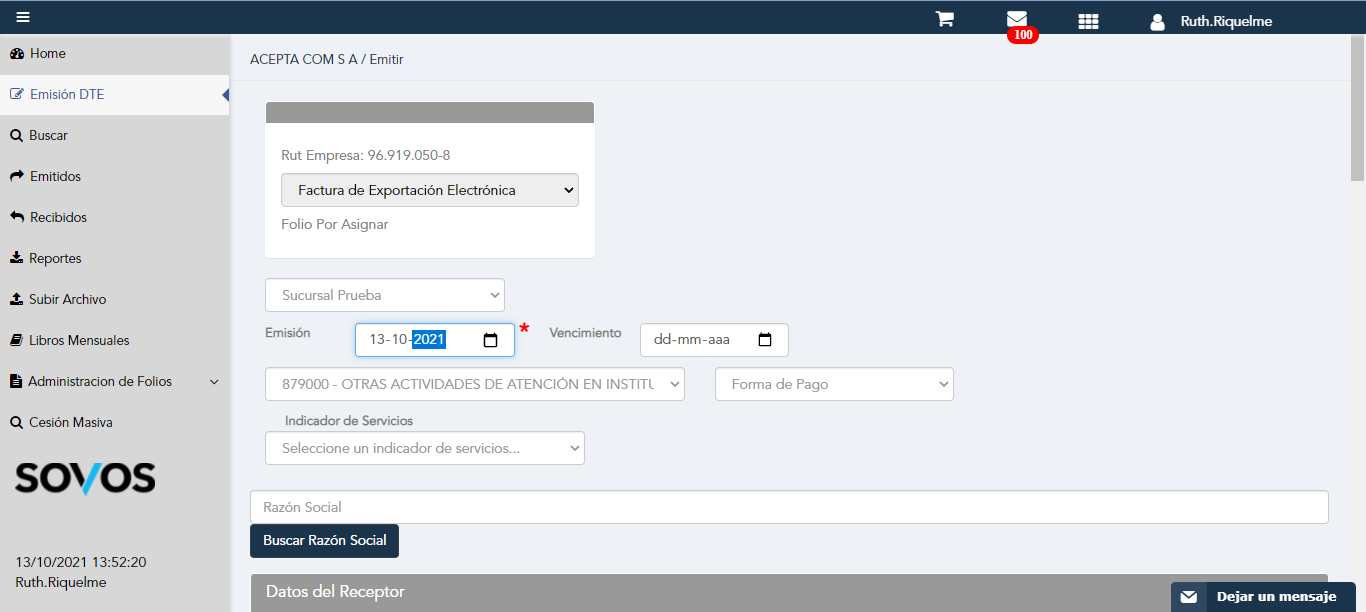 Ruth.Riquelme
100
Home
Emisión DTE
Buscar
Emitidos
Recibidos
Reportes
Subir Archivo
Libros Mensuales
Administracion de Folios
Cesión Masiva
SOVOS
13/10/2021 13:52:20
Ruth.Riquelme
ACEPTA COM S A / Emitir
Rut Empresa: 96.919.050-8
Factura de Exportación Electrónica
Folio Por Asignar
Sucursal Prueba
Emisión 13-10-2021 * Vencimiento dd-mm-aaa
879000 - OTRAS ACTIVIDADES DE ATENCIÓN EN INSTITU Forma de Pago
Indicador de Servicios
Seleccione un indicador de servicios...
Razón Social
Buscar Razón Social
Datos del Receptor
Dejar un mensaje